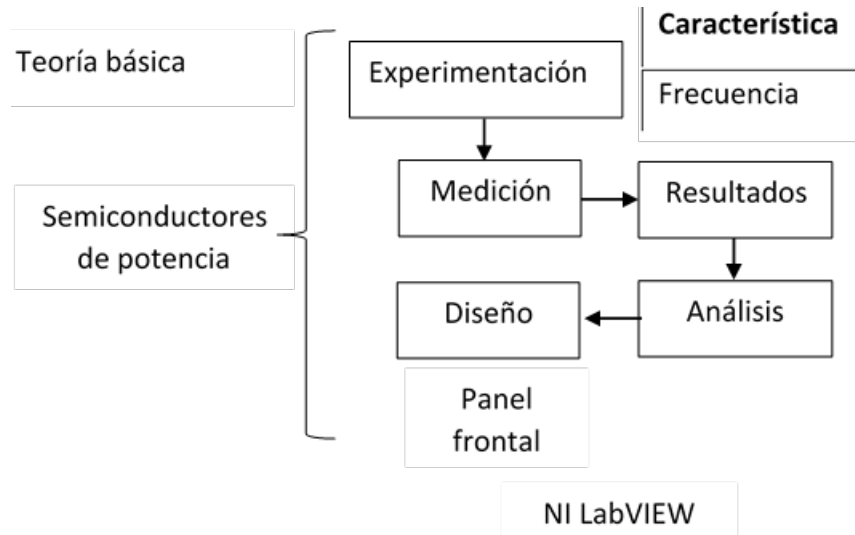 Teoría básica
Experimentación
Característica
Frecuencia
Medición
Resultados
Semiconductores
de potencia
Diseño
Análisis
Panel
frontal
NI LabVIEW